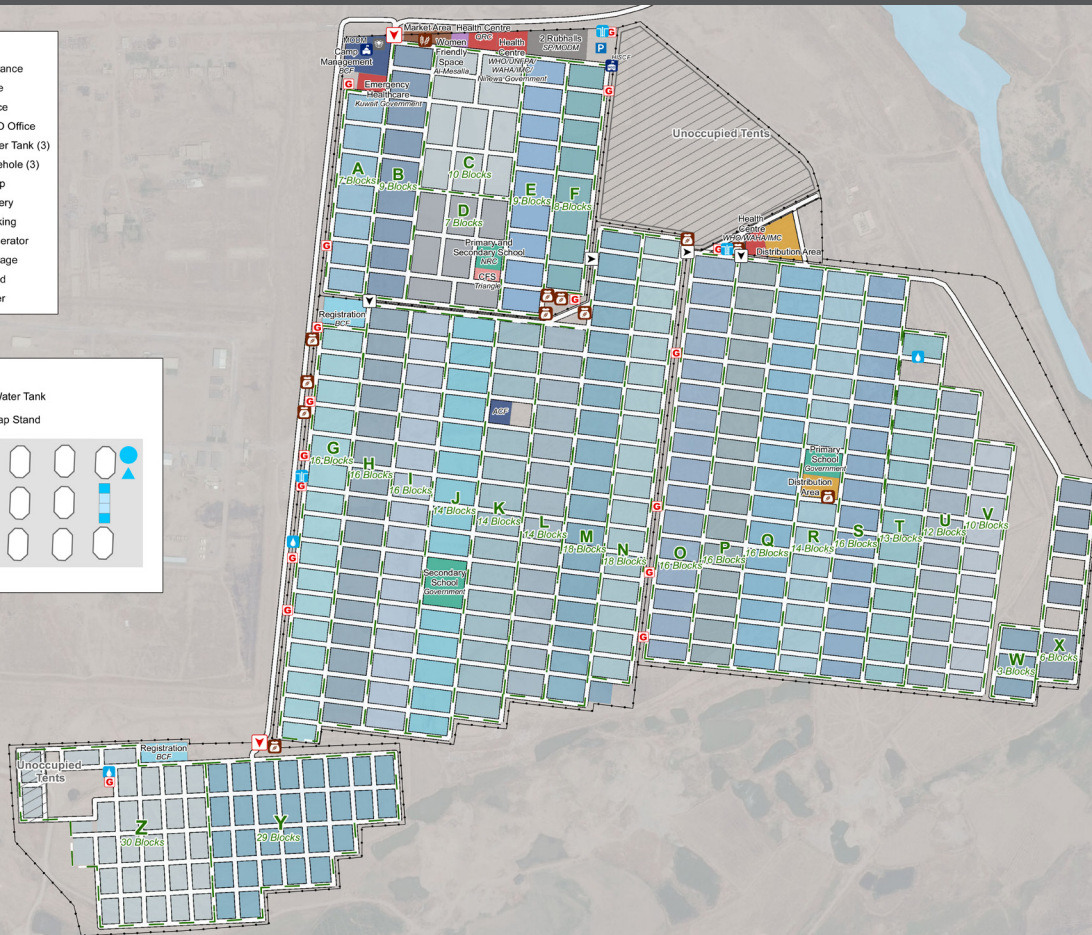 ance
e
ce
O Office
er Tank (3)
ehole (3)
p
ery
king
erator
age
d
er
Water Tank
ap Stand
Market Area
Health Centre
QRC
MODM
Camp
Management
BCF
Women
Friendly
Space
Al-Mesalla
Health
Centre
WHO/UNFPA/
WAHA/IMC/
Ninewa Government
2 Rubhalls
SF/MODM
P
G
HSCF
G
G
Emergency
Healthcare
Kuwait Government
Unoccupied Tents
A
7 Blocks
B
9 Blocks
C
10 Blocks
D
7 Blocks
E
9 Blocks
F
8 Blocks
Primary and
Secondary School
NRC
CFS
Triangle
G
G
Health
Centre
WHO/WAHA/IMC
G
Distribution Area
Registration
BCF
G
G
G
ACF
G
G
16 Blocks
H
16 Blocks
I
16 Blocks
J
14 Blocks
K
14 Blocks
L
14 Blocks
M
18 Blocks
N
18 Blocks
G
G
G
Secondary
School
Government
G
G
G
G
Primary
School
Government
Distribution
Area
O
16 Blocks
P
16 Blocks
Q
16 Blocks
R
14 Blocks
S
16 Blocks
T
13 Blocks
U
12 Blocks
V
10 Blocks
W
3 Blocks
X
6 Blocks
Registration
BCF
Unoccupied
Tents
G
Z
30 Blocks
Y
29 Blocks